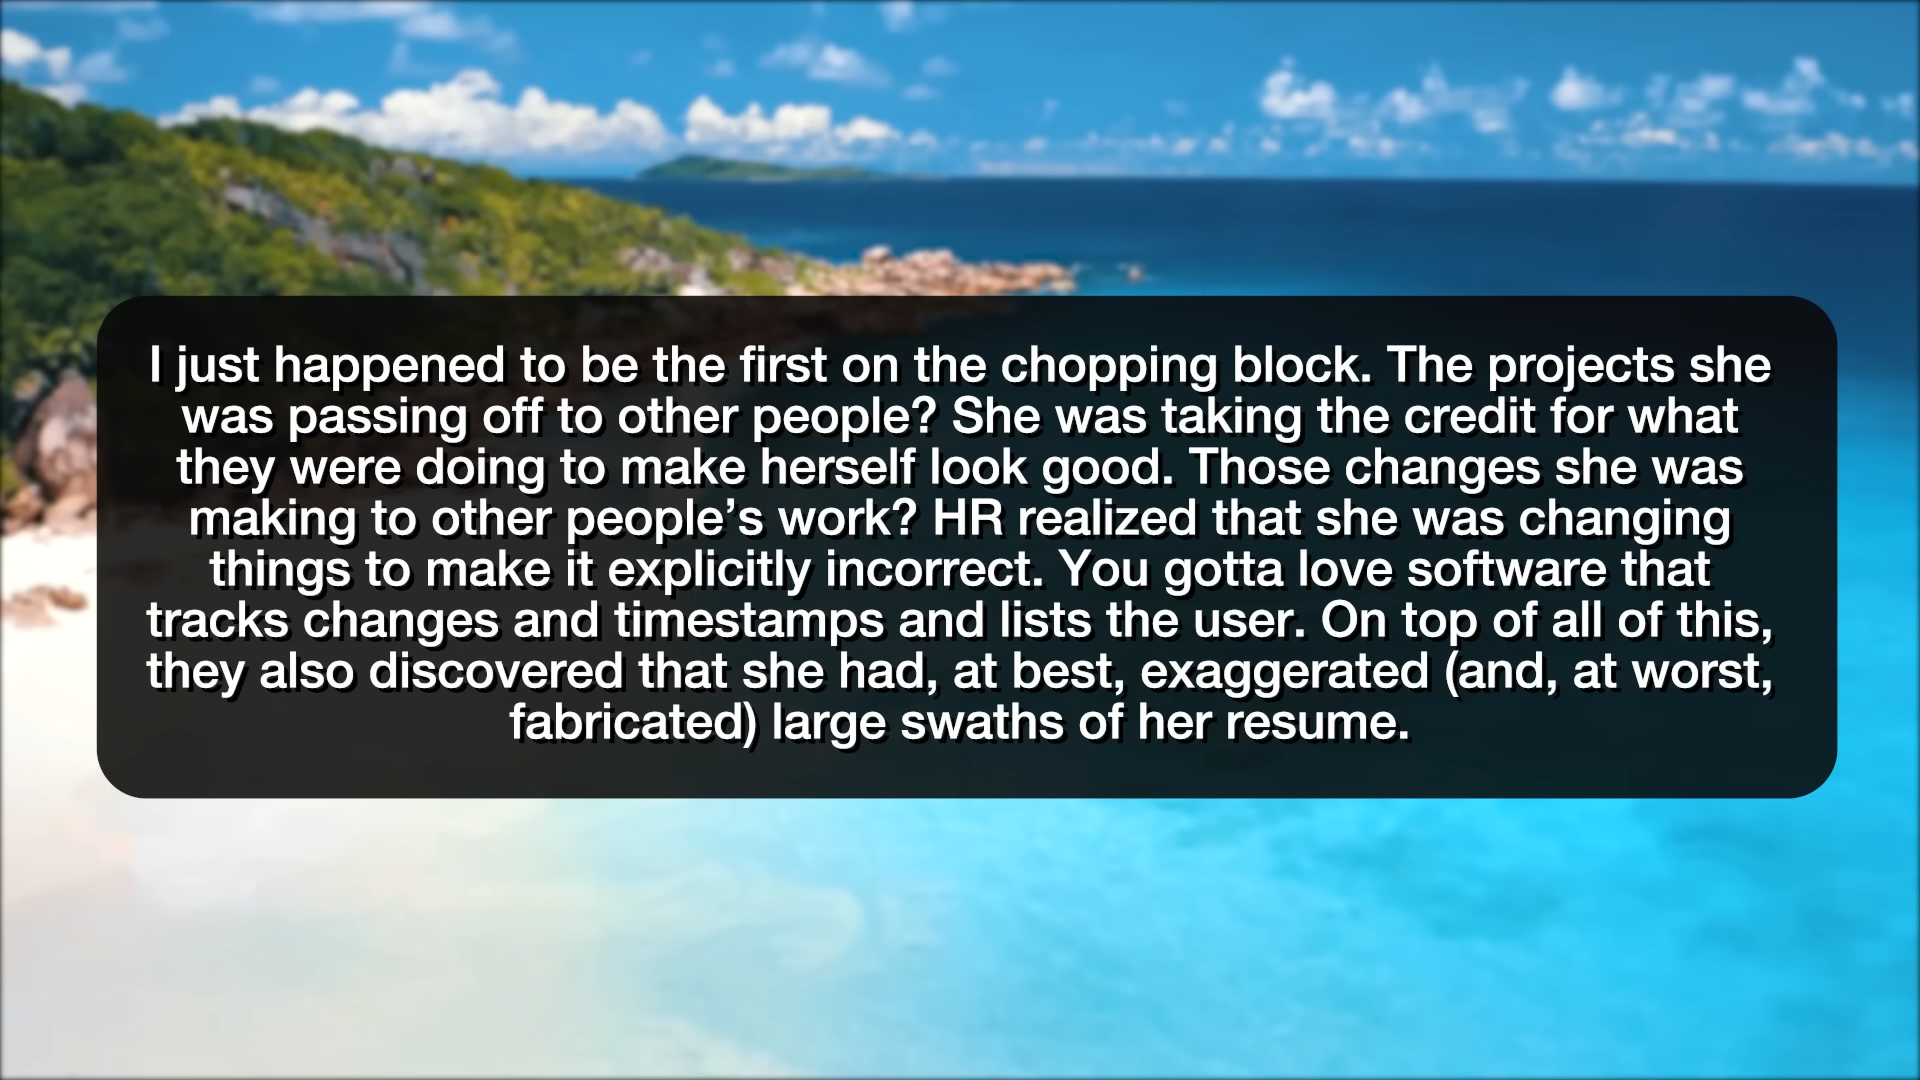 I just happened to be the first on the chopping block. The projects she
was passing off to other people? She was taking the credit for what
they were doing to make herself look good. Those changes she was
making to other people’s work? HR realized that she was changing
things to make it explicitly incorrect. You gotta love software that
tracks changes and timestamps and lists the user. On top of all of this,
they also discovered that she had, at best, exaggerated (and, at worst,
fabricated) large swaths of her resume.